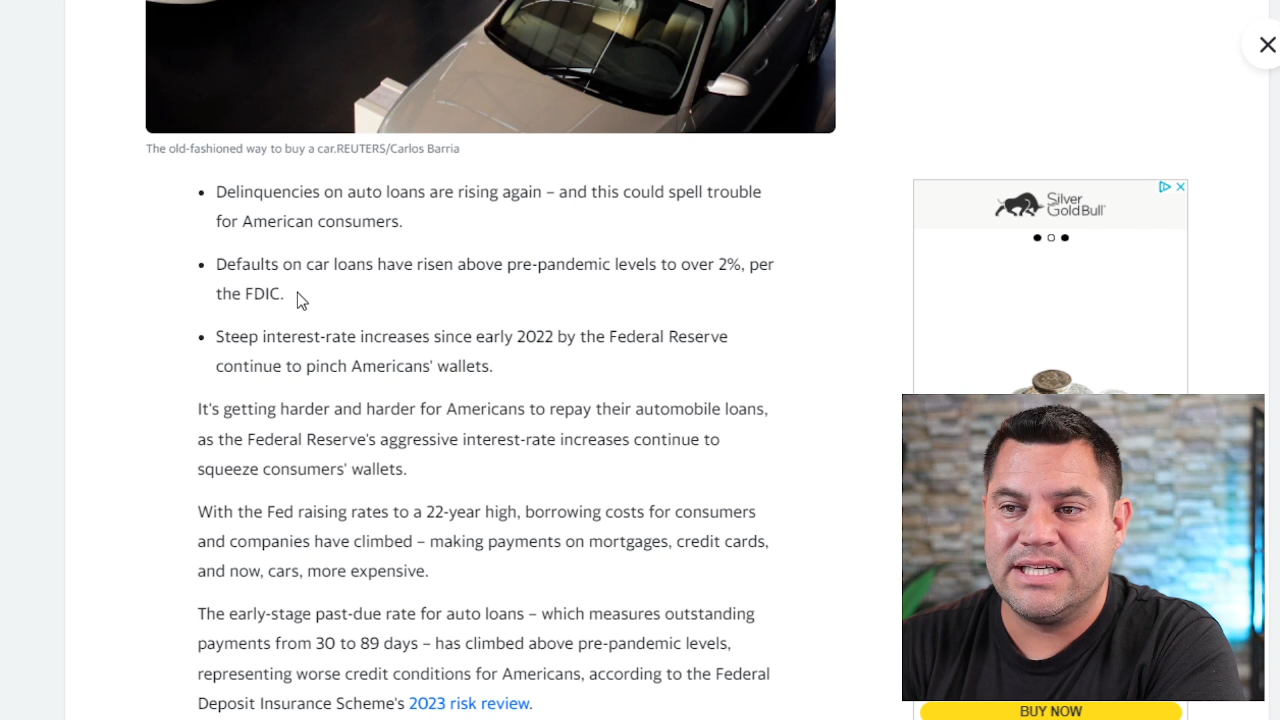 The old-fashioned way to buy a car.REUTERS/Carlos Barria
• Delinquencies on auto loans are rising again – and this could spell trouble
for American consumers.
• Defaults on car loans have risen above pre-pandemic levels to over 2%, per
the FDIC.
• Steep interest-rate increases since early 2022 by the Federal Reserve
continue to pinch Americans' wallets.
It's getting harder and harder for Americans to repay their automobile loans,
as the Federal Reserve's aggressive interest-rate increases continue to
squeeze consumers' wallets.
With the Fed raising rates to a 22-year high, borrowing costs for consumers
and companies have climbed – making payments on mortgages, credit cards,
and now, cars, more expensive.
The early-stage past-due rate for auto loans – which measures outstanding
payments from 30 to 89 days – has climbed above pre-pandemic levels,
representing worse credit conditions for Americans, according to the Federal
Deposit Insurance Scheme's 2023 risk review.
Silver
GoldBull
BUY NOW